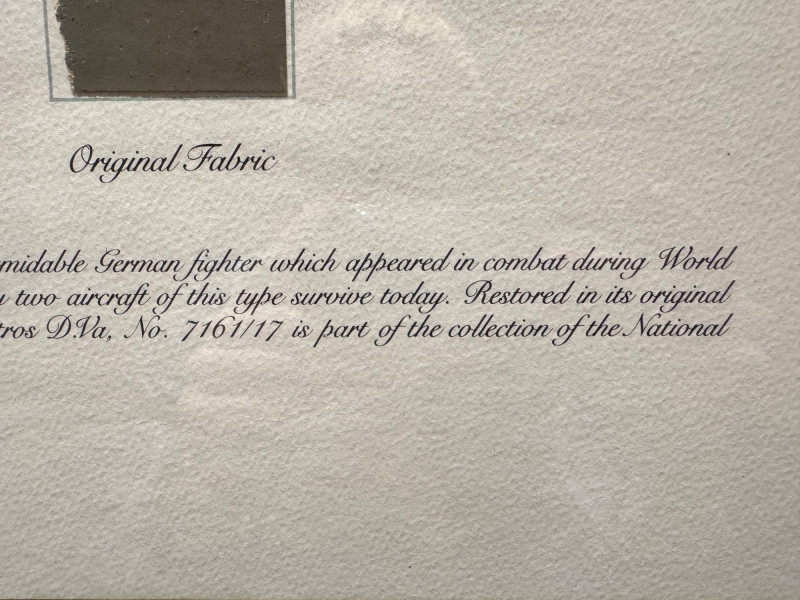 Original Fabric
midable German fighter which appeared in combat during World
two aircraft of this type survive today. Restored in its original
tros D.Va, No. 7161/17 is part of the collection of the National